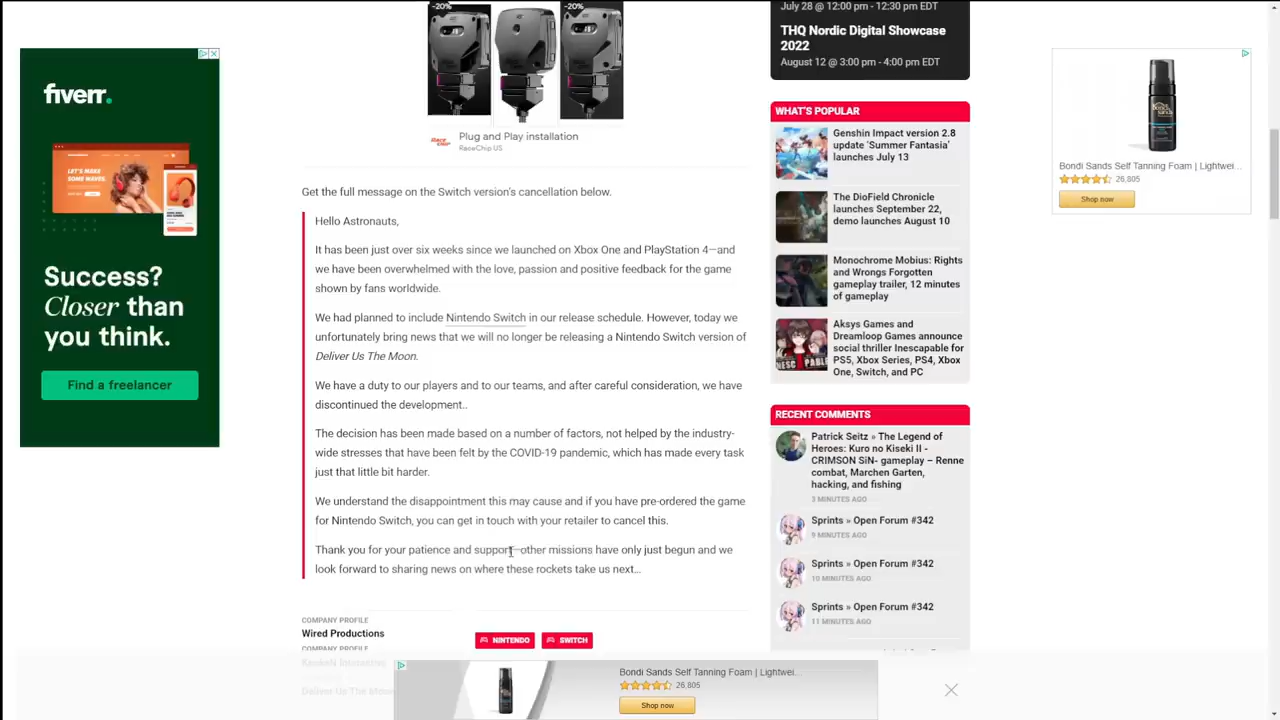 fiverr.
Success?
Closer than
you think.
Find a freelancer
-20%
-20%
Plug and Play installation
RaceChip US
Get the full message on the Switch version's cancellation below.
Hello Astronauts,
It has been just over six weeks since we launched on Xbox One and PlayStation 4—and
we have been overwhelmed with the love, passion and positive feedback for the game
shown by fans worldwide.
We had planned to include Nintendo Switch in our release schedule. However, today we
unfortunately bring news that we will no longer be releasing a Nintendo Switch version of
Deliver Us The Moon.
We have a duty to our players and to our teams, and after careful consideration, we have
discontinued the development..
The decision has been made based on a number of factors, not helped by the industry-
wide stresses that have been felt by the COVID-19 pandemic, which has made every task
just that little bit harder.
We understand the disappointment this may cause and if you have pre-ordered the game
for Nintendo Switch, you can get in touch with your retailer to cancel this.
Thank you for your patience and support—other missions have only just begun and we
look forward to sharing news on where these rockets take us next…
COMPANY PROFILE
Wired Productions
COMPANY PROFILE
KeokeN Interactive
Deliver Us The Moon
NINTENDO
SWITCH
July 28 @ 12:00 pm - 12:30 pm EDT
THQ Nordic Digital Showcase
2022
August 12 @ 3:00 pm - 4:00 pm EDT
WHAT'S POPULAR
Genshin Impact version 2.8
update ‘Summer Fantasia’
launches July 13
The DioField Chronicle
launches September 22,
demo launches August 10
Monochrome Mobius: Rights
and Wrongs Forgotten
gameplay trailer, 12 minutes
of gameplay
Aksys Games and
Dreamloop Games announce
social thriller Inescapable for
PS5, Xbox Series, PS4, Xbox
One, Switch, and PC
RECENT COMMENTS
Patrick Seitz » The Legend of
Heroes: Kuro no Kiseki II -
CRIMSON SiN- gameplay – Renne
combat, Marchen Garten,
hacking, and fishing
3 MINUTES AGO
Sprints » Open Forum #342
9 MINUTES AGO
Sprints » Open Forum #342
10 MINUTES AGO
Sprints » Open Forum #342
11 MINUTES AGO
Bondi Sands Self Tanning Foam | Lightwei...
26,805
Shop now
Bondi Sands Self Tanning Foam | Lightwei...
26,805
Shop now